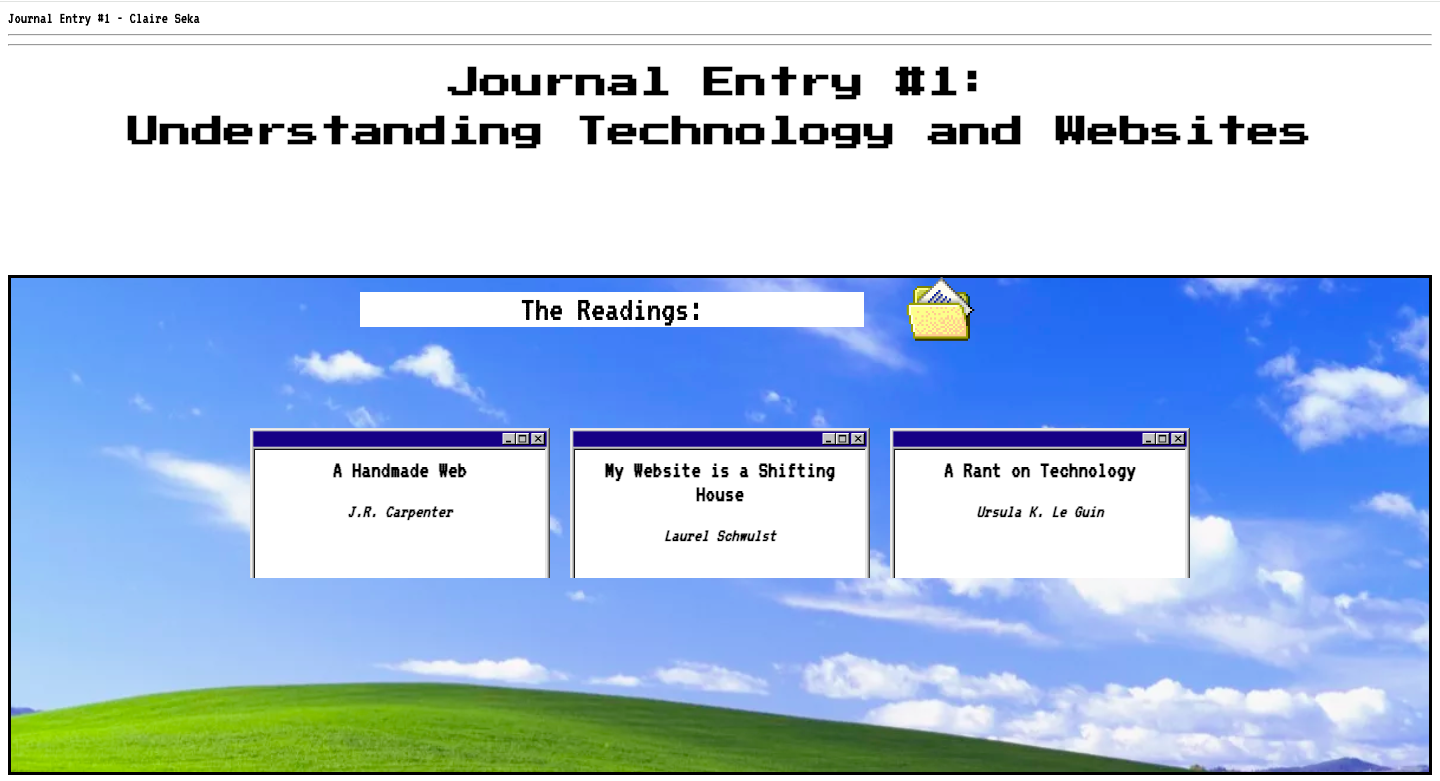 Journal Entry #1 - Claire Seka
Journal Entry #1:
Understanding Technology and Websites
The Readings:
A Handmade Web
J.R. Carpenter
My Website is a Shifting
House
Laurel Schwulst
A Rant on Technology
Ursula K. Le Guin